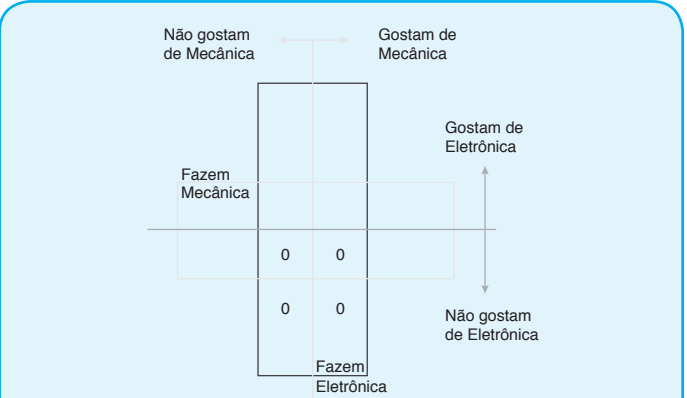 Não gostam
de Mecânica
Gostam de
Mecânica
Gostam de
Eletrônica
Fazem
Mecânica
0 0
0 0
Não gostam
de Eletrônica
Fazem
Eletrônica